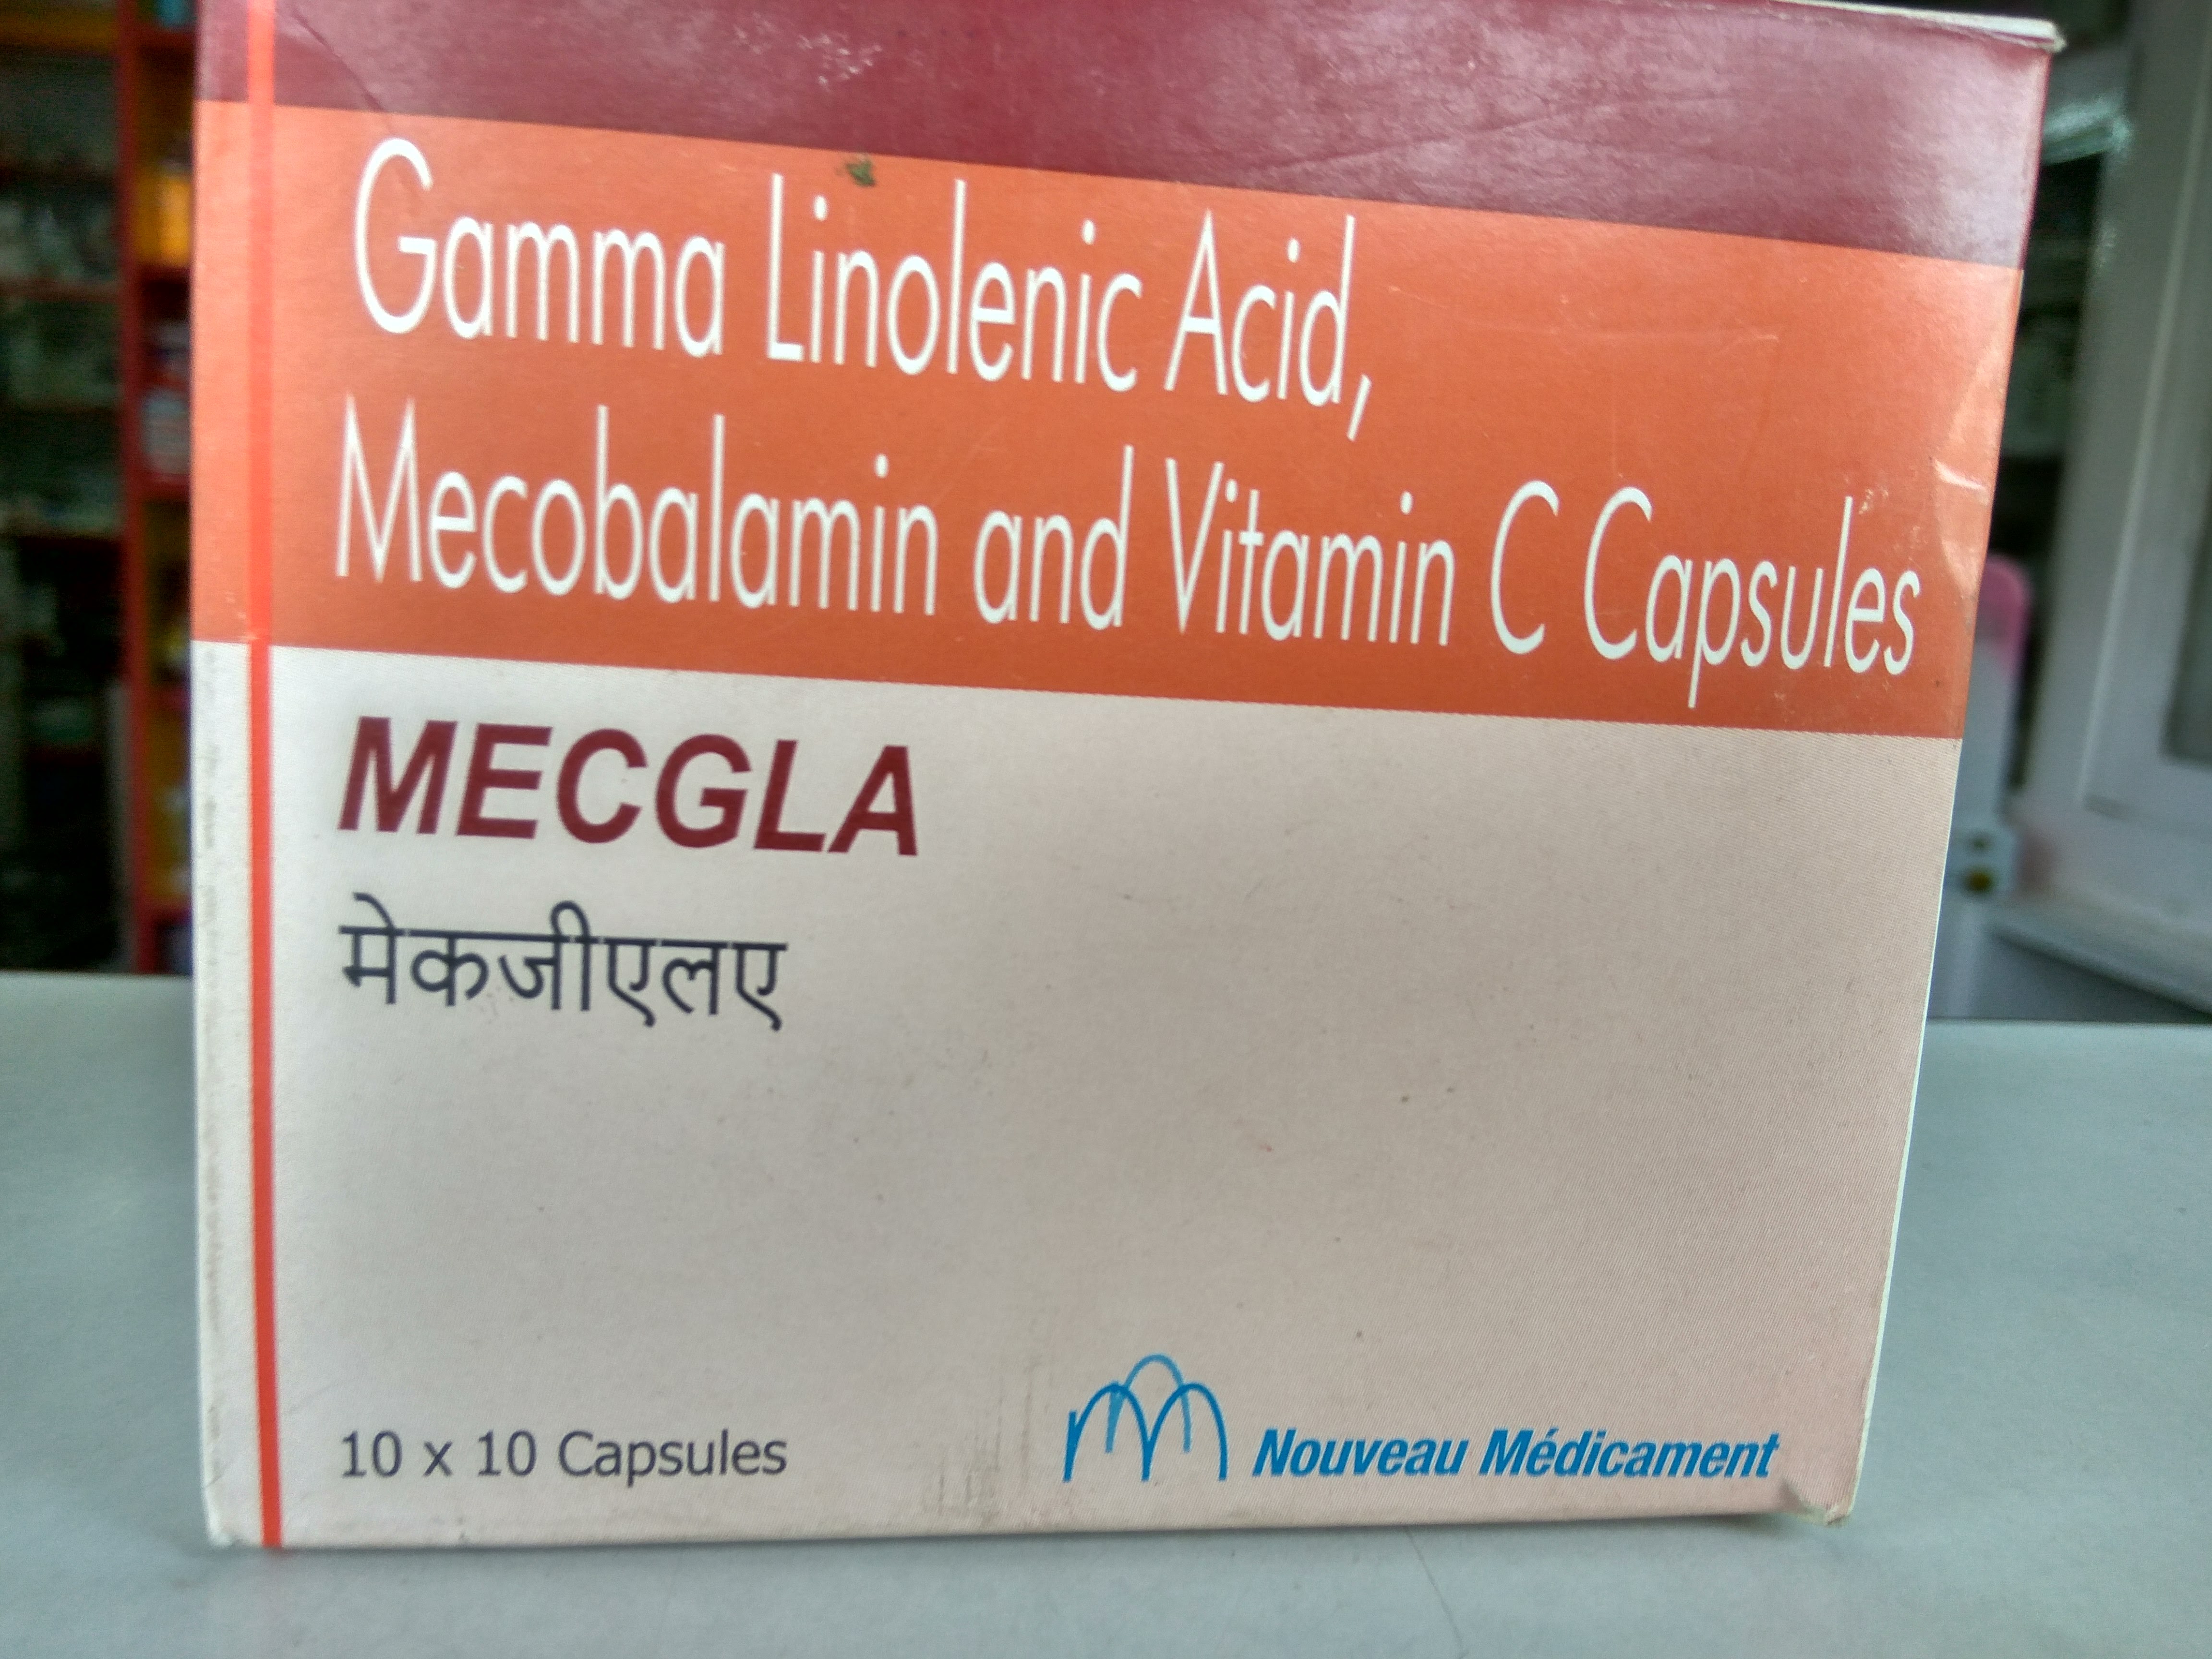 Gamma Linolenic Acid,
Mecobalamin and Vitamin C Capsules
MECGLA
मेकजीएलए
10 x 10 Capsules
Nouveau Médicament